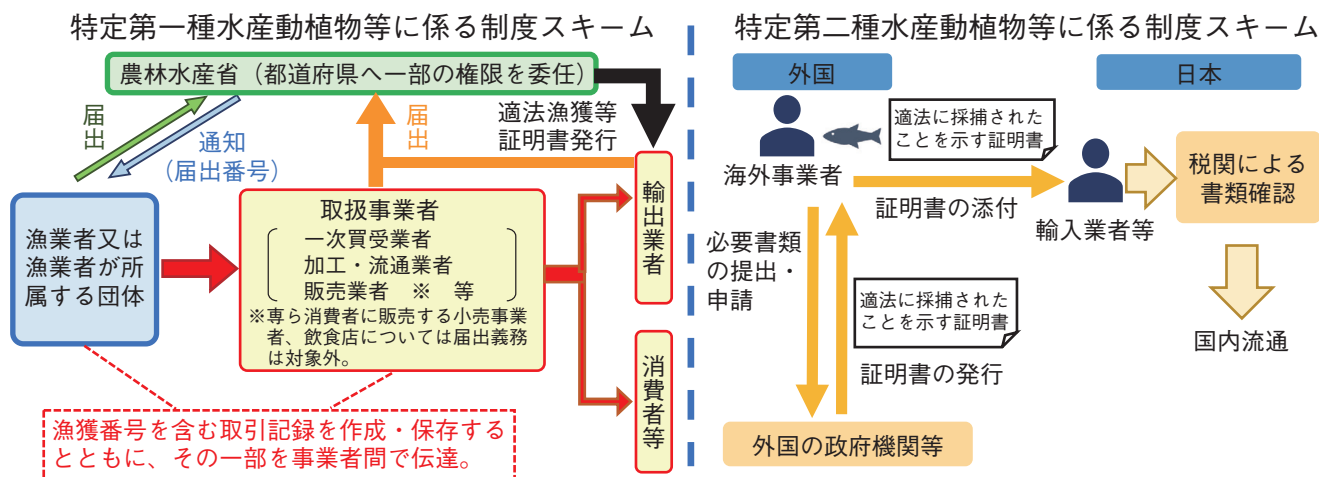 特定第一種水産動植物等に係る制度スキーム
農林水産省（都道府県へ一部の権限を委任）
届出
通知
（届出番号）
届出
適法漁獲等
証明書発行
漁業者又は
漁業者が所
属する団体
取扱事業者
一次買受業者
加工・流通業者
販売業者　※　等
※専ら消費者に販売する小売事業
者、飲食店については届出義務
は対象外。
輸出業者
消費者等
漁獲番号を含む取引記録を作成・保存する
とともに、その一部を事業者間で伝達。
特定第二種水産動植物等に係る制度スキーム
外国
日本
適法に採捕された
ことを示す証明書
海外事業者
証明書の添付
輸入業者等
税関による
書類確認
必要書類
の提出・
申請
適法に採捕された
ことを示す証明書
証明書の発行
国内流通
外国の政府機関等